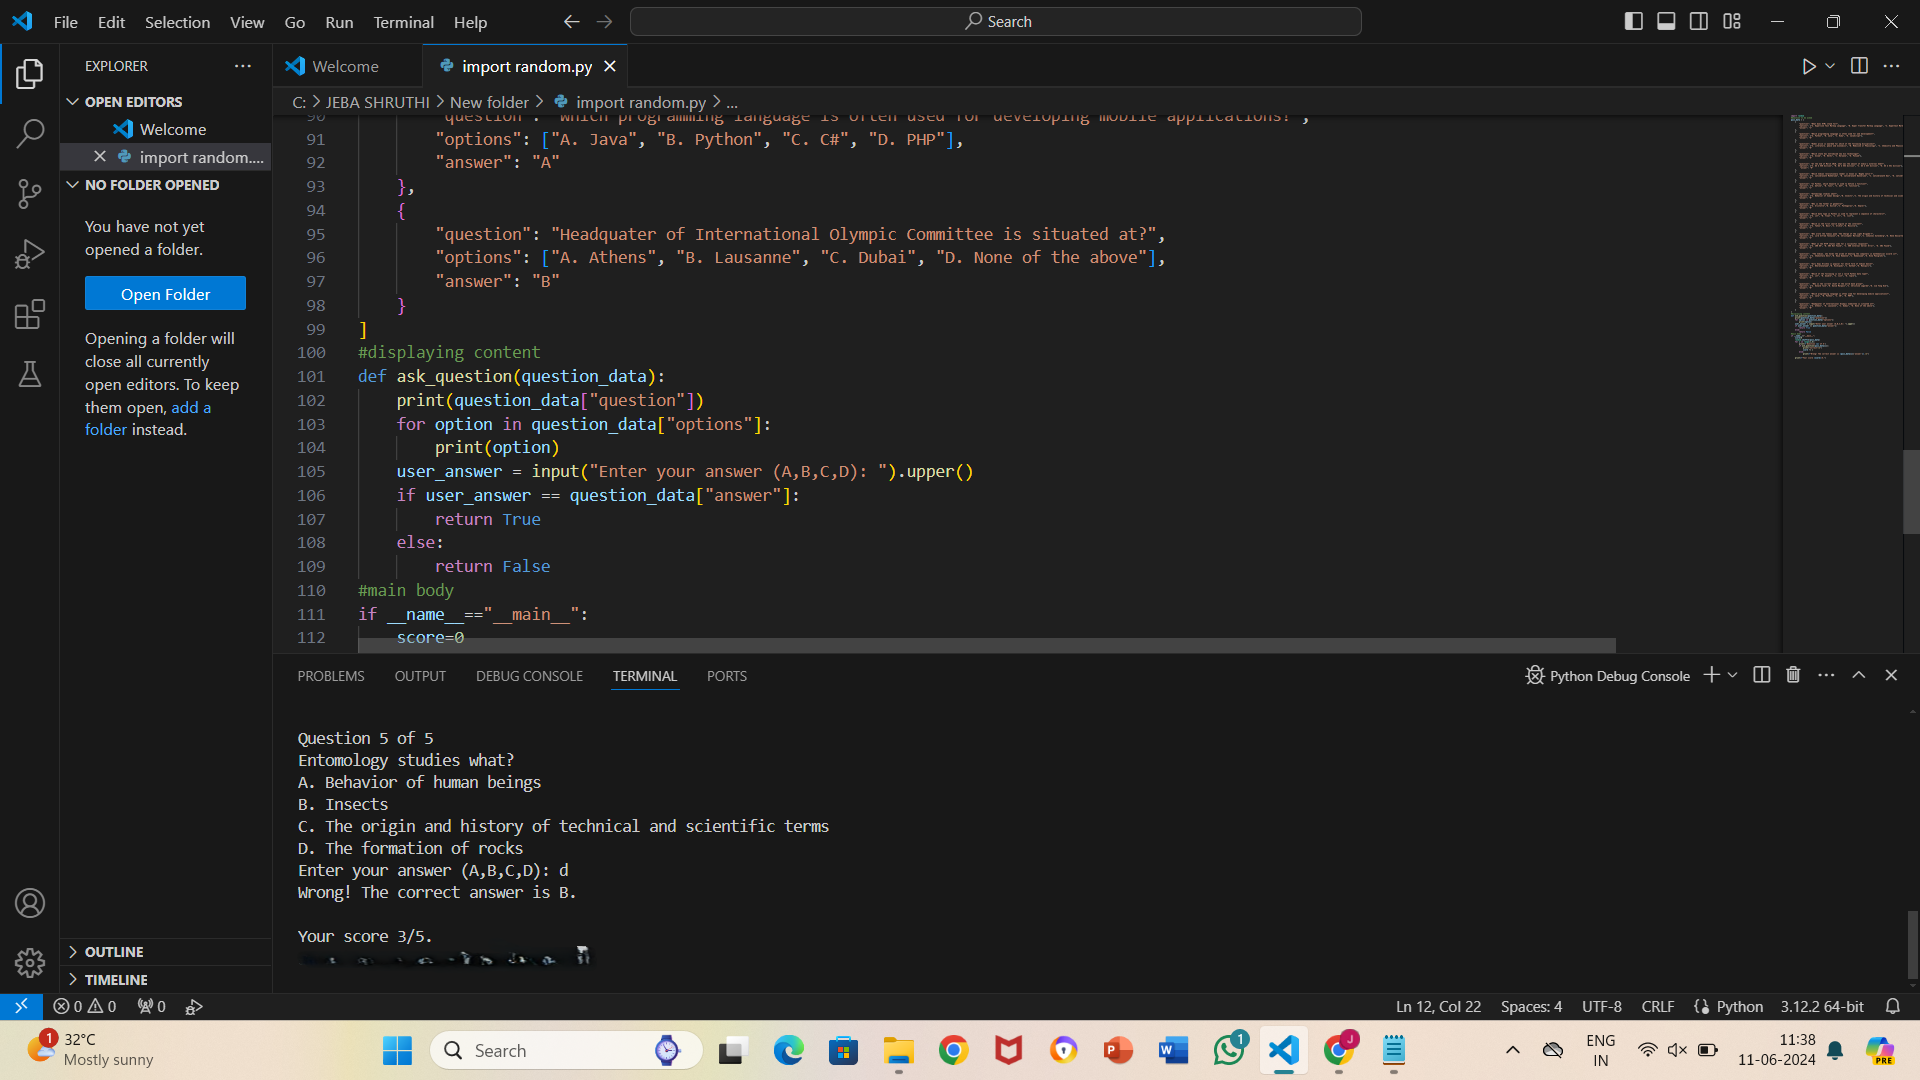 File Edit Selection View Go Run Terminal Help Search
EXPLORER
OPEN EDITORS
Welcome
import random....
NO FOLDER OPENED
You have not yet
opened a folder.
Open Folder
Opening a folder will
close all currently
open editors. To keep
them open, add a
folder instead.
OUTLINE
TIMELINE
Welcome import random.py
C: > JEBA SHRUTHI > New folder > import random.py > ...
90 "question": "Which programming language is often used for developing mobile applications?",
91 "options": ["A. Java", "B. Python", "C. C#", "D. PHP"],
92 "answer": "A"
93 },
94 {
95 "question": "Headquater of International Olympic Committee is situated at?",
96 "options": ["A. Athens", "B. Lausanne", "C. Dubai", "D. None of the above"],
97 "answer": "B"
98 }
99 ]
100 #displaying content
101 def ask_question(question_data):
102 print(question_data["question"])
103 for option in question_data["options"]:
104 print(option)
105 user_answer = input("Enter your answer (A,B,C,D): ").upper()
106 if user_answer == question_data["answer"]:
107 return True
108 else:
109 return False
110 #main body
111 if __name__=="__main__":
112 score=0
PROBLEMS OUTPUT DEBUG CONSOLE TERMINAL PORTS Python Debug Console
Question 5 of 5
Entomology studies what?
A. Behavior of human beings
B. Insects
C. The origin and history of technical and scientific terms
D. The formation of rocks
Enter your answer (A,B,C,D): d
Wrong! The correct answer is B.
Your score 3/5.
0 0 0 Ln 12, Col 22 Spaces: 4 UTF-8 CRLF Python 3.12.2 64-bit
1 32°C
Mostly sunny
Search
1
J
ENG
IN
11:38
11-06-2024
PRE